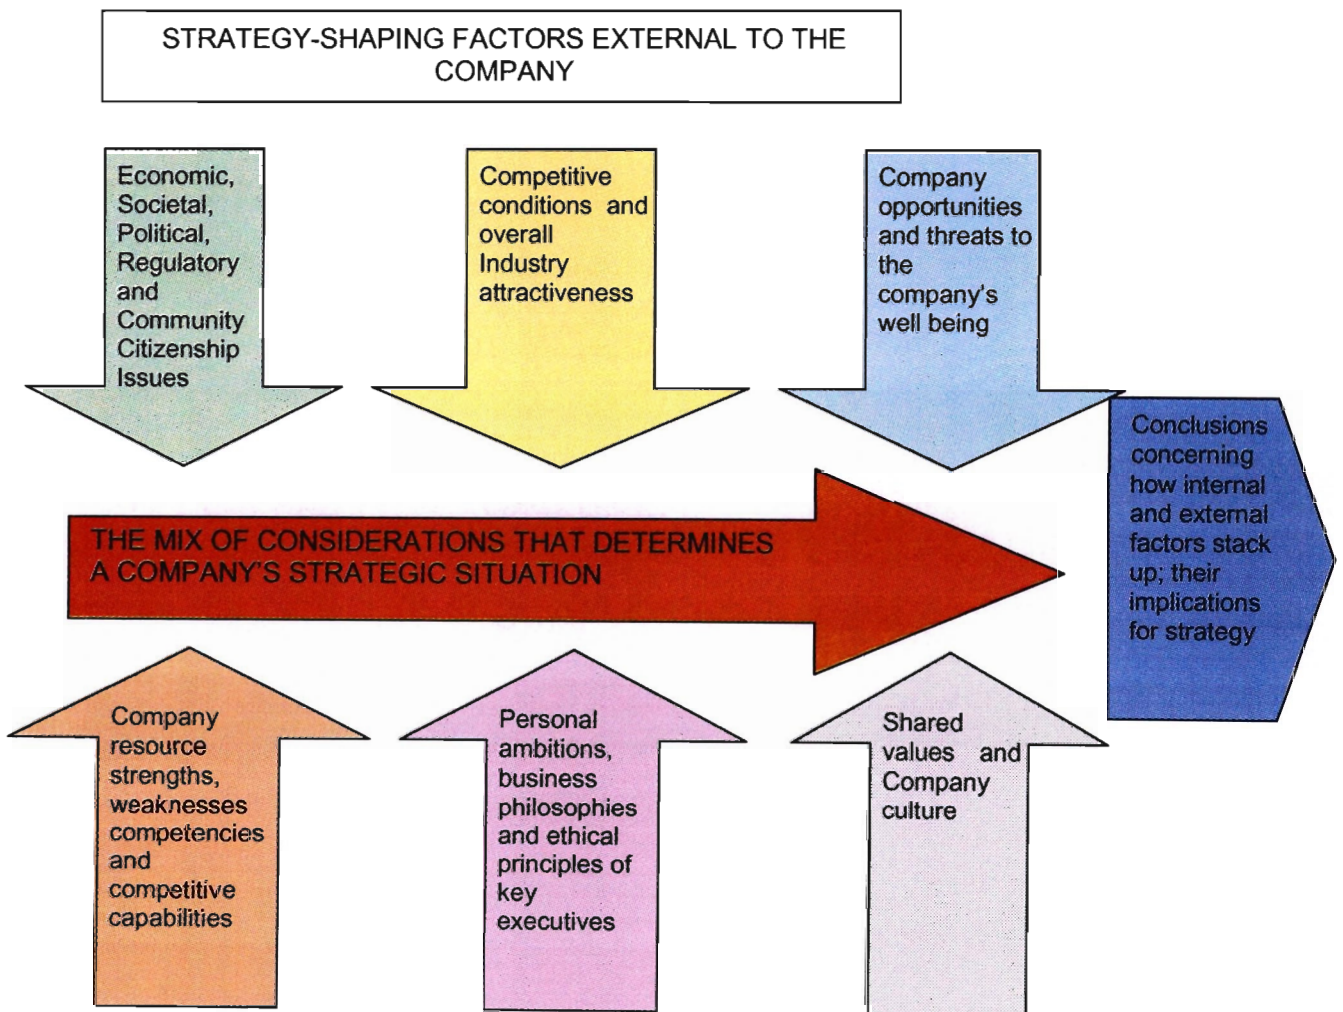 STRATEGY-SHAPING FACTORS EXTERNAL TO THE
COMPANY
Economic,
Societal,
Political,
Regulatory
and
Community
Citizenship
Issues
Competitive
conditions and
overall
Industry
attractiveness
Company
opportunities
and threats to
the
company's
well being
THE MIX OF CONSIDERATIONS THAT DETERMINES
A COMPANY'S STRATEGIC SITUATION
Conclusions
concerning
how internal
and external
factors stack
up; their
implications
for strategy
Company
resource
strengths,
weaknesses
competencies
and
competitive
capabilities
Personal
ambitions,
business
philosophies
and ethical
principles of
key
executives
Shared
values and
Company
culture